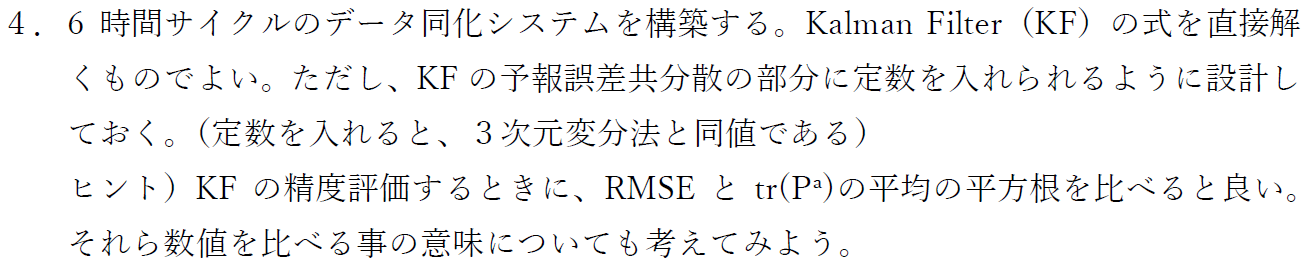 ４．6 時間サイクルのデータ同化システムを構築する。Kalman Filter（KF）の式を直接解
くものでよい。ただし、KF の予報誤差共分散の部分に定数を入れられるように設計し
ておく。（定数を入れると、３次元変分法と同値である）
ヒント）KF の精度評価するときに、RMSE と tr(Pᵃ)の平均の平方根を比べると良い。
それら数値を比べる事の意味についても考えてみよう。